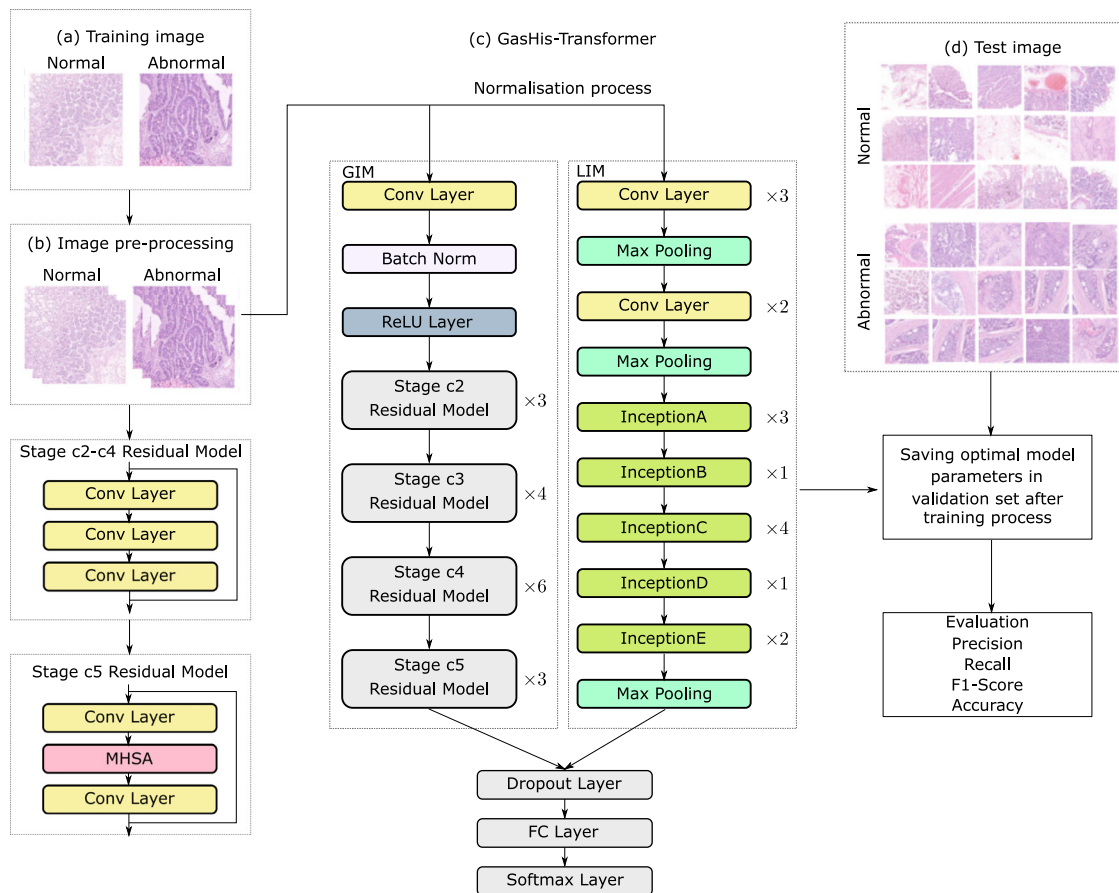 (a) Training image
Normal
Abnormal
(b) Image pre-processing
Normal
Abnormal
Stage c2-c4 Residual Model
Conv Layer
Conv Layer
Conv Layer
Stage c5 Residual Model
Conv Layer
MHSA
Conv Layer
(c) GasHis-Transformer
Normalisation process
GIM
Conv Layer
Batch Norm
ReLU Layer
Stage c2
Residual Model
×3
Stage c3
Residual Model
×4
Stage c4
Residual Model
×6
Stage c5
Residual Model
×3
LIM
Conv Layer
×3
Max Pooling
Conv Layer
×2
Max Pooling
InceptionA
×3
InceptionB
×1
InceptionC
×4
InceptionD
×1
InceptionE
×2
Max Pooling
Dropout Layer
FC Layer
Softmax Layer
(d) Test image
Normal
Abnormal
Saving optimal model
parameters in
validation set after
training process
Evaluation
Precision
Recall
F1-Score
Accuracy